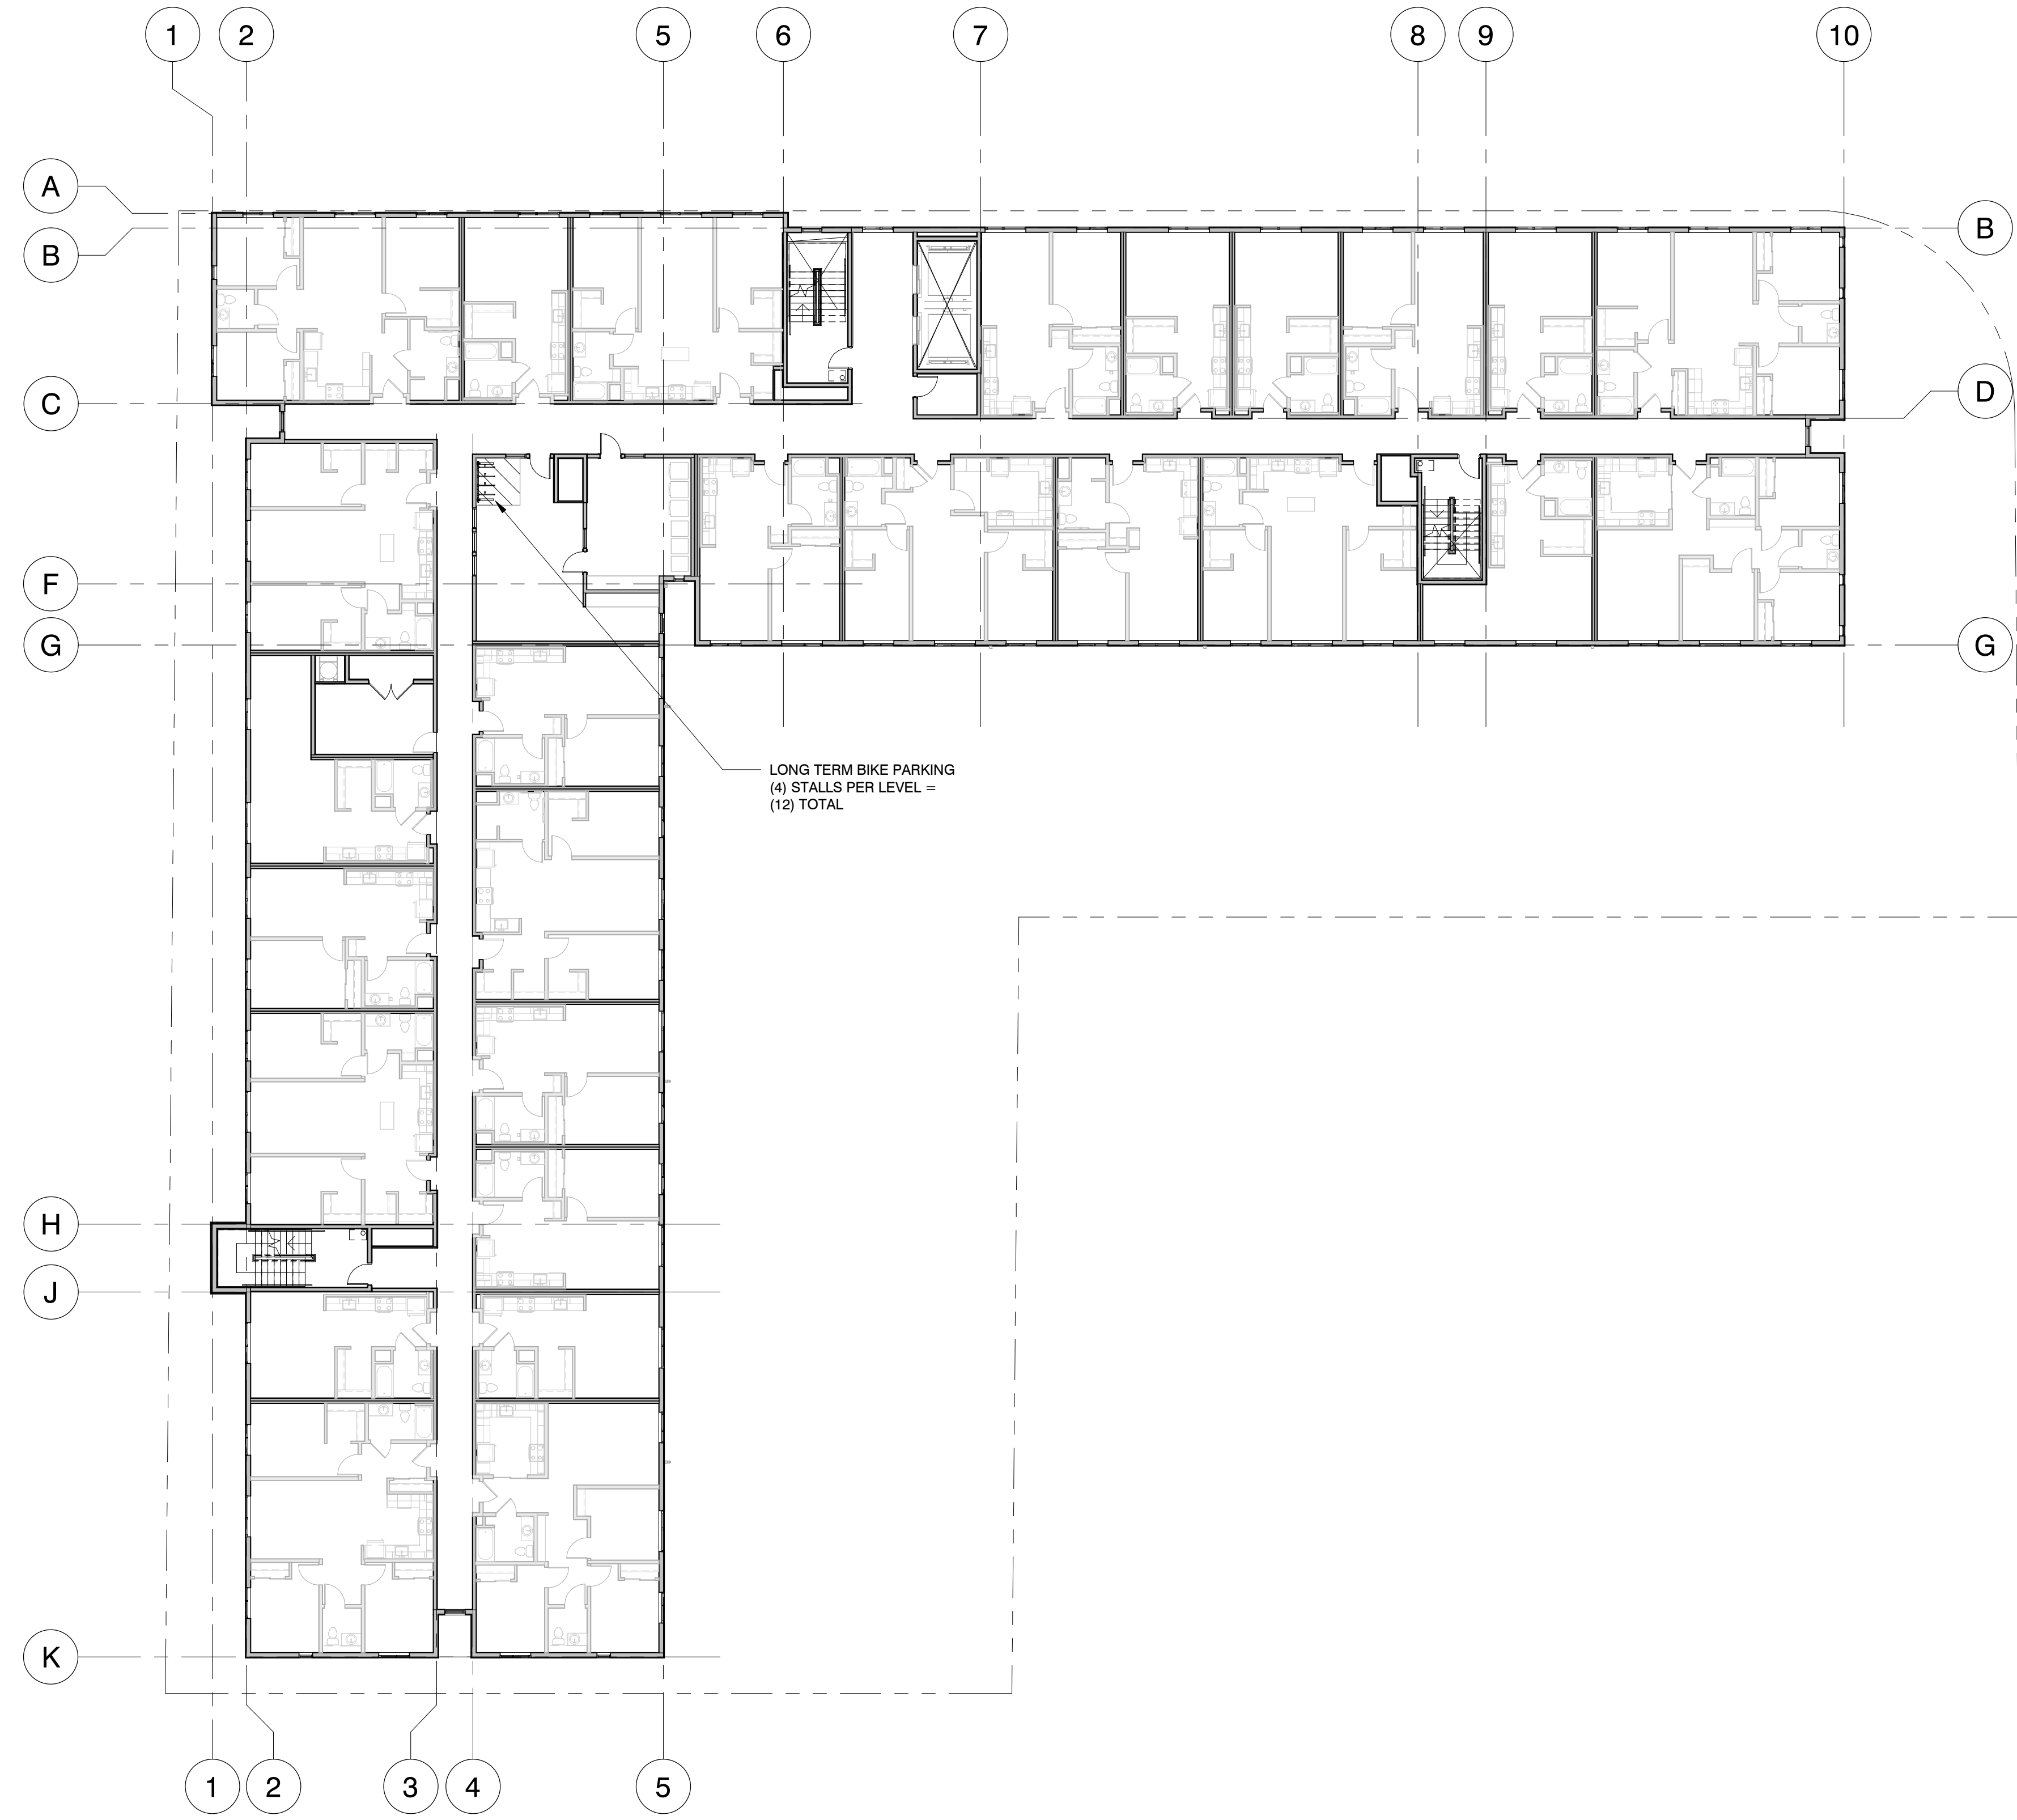 1
2
5
6
7
8
9
10
A
B
B
C
D
F
G
G
LONG TERM BIKE PARKING
(4) STALLS PER LEVEL =
(12) TOTAL
H
J
K
1
2
3
4
5